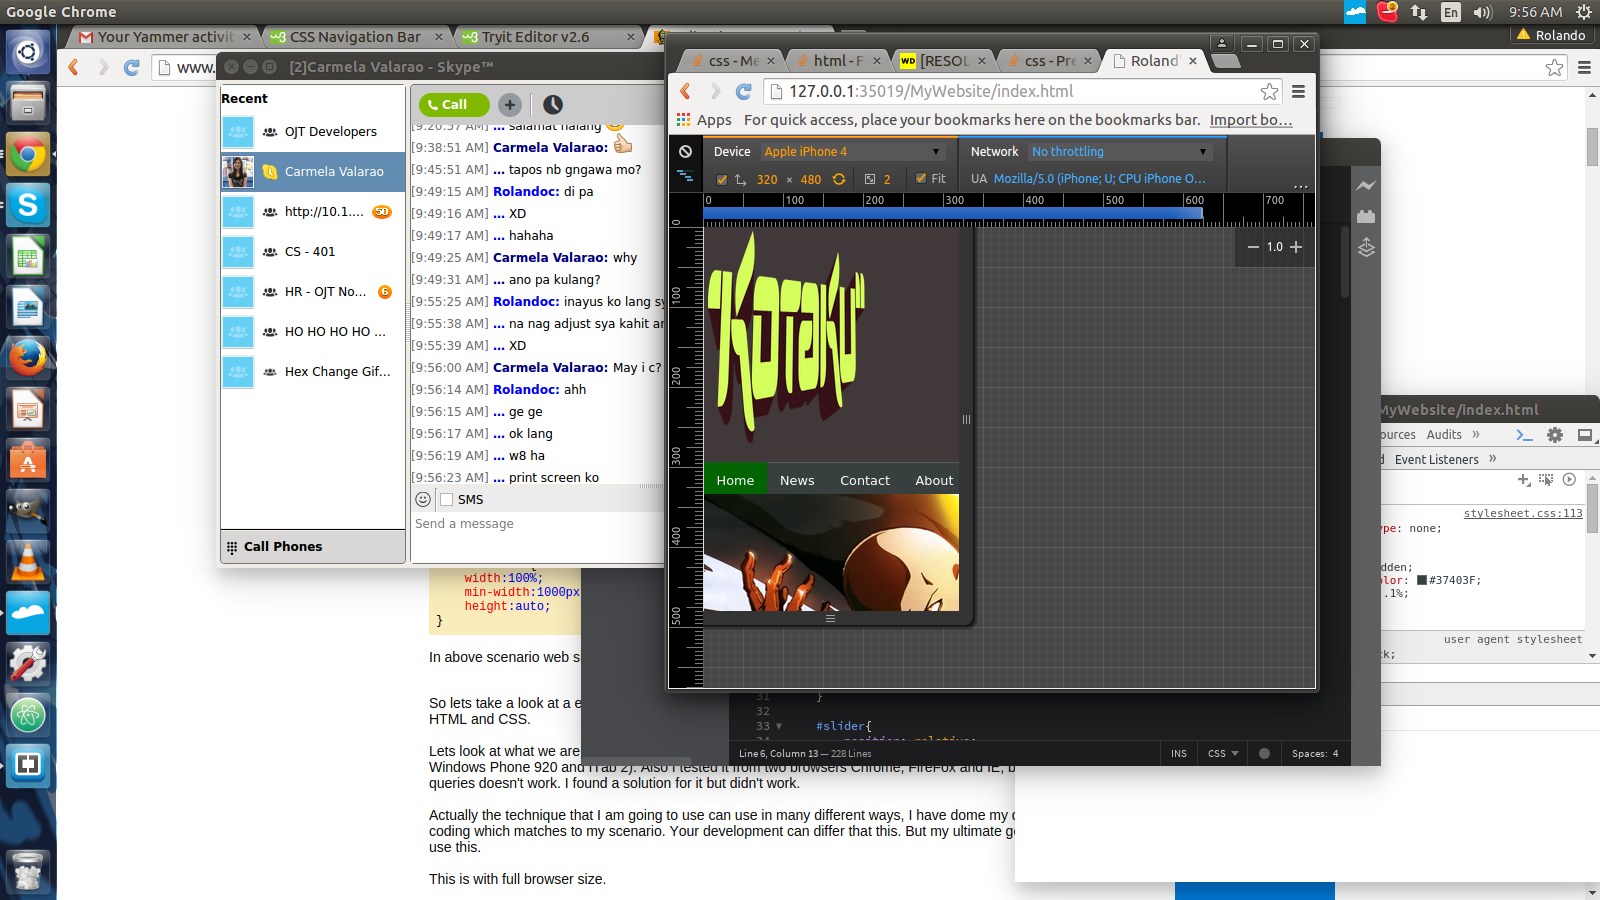 Google Chrome
2
En
9:56 AM
Your Yammer activit
CSS Navigation Bar
Tryit Editor v2.6
Rolando
www.
[2]Carmela Valarao - Skype™
Recent
OJT Developers
Carmela Valarao
http://10.1.... 50
CS - 401
HR - OJT No... 6
HO HO HO HO ...
Hex Change Gif...
Call Phones
Call
[9:20:37 AM] ... salamat nalang
[9:38:51 AM] Carmela Valarao:
[9:45:51 AM] ... tapos nb gngawa mo?
[9:49:15 AM] Rolandoc: di pa
[9:49:16 AM] ... XD
[9:49:17 AM] ... hahaha
[9:49:25 AM] Carmela Valarao: why
[9:49:31 AM] ... ano pa kulang?
[9:55:25 AM] Rolandoc: inayus ko lang sy
[9:55:38 AM] ... na nag adjust sya kahit
[9:55:39 AM] ... XD
[9:56:00 AM] Carmela Valarao: May i c?
[9:56:14 AM] Rolandoc: ahh
[9:56:15 AM] ... ge ge
[9:56:17 AM] ... ok lang
[9:56:19 AM] ... w8 ha
[9:56:23 AM] ... print screen ko
SMS
Send a message
css - Me
html - F
WD [RESOL
css - Pre
Roland'
127.0.0.1:35019/MyWebsite/index.html
Apps For quick access, place your bookmarks here on the bookmarks bar. Import bo...
Device Apple iPhone 4 Network No throttling
320 × 480 2 Fit UA Mozilla/5.0 (iPhone; U; CPU iPhone O...
...
0 100 200 300 400 500 600 700
0
100
200
300
400
500
1.0
"KOTAKU"
Home News Contact About
MyWebsite/index.html
ources Audits »
d Event Listeners »
stylesheet.css:113
ype: none;
dden;
olor: #37403F;
.1%;
user agent stylesheet
ck;
width:100%;
min-width:1000px
height:auto;
}
In above scenario web s
So lets take a look at a e
HTML and CSS.
Lets look at what we are
Windows Phone 920 and iTab 2). Also I tested it from two browsers Chrome, FireFox and IE, b
queries doesn't work. I found a solution for it but didn't work.
Actually the technique that I am going to use can use in many different ways, I have dome my
coding which matches to my scenario. Your development can differ that this. But my ultimate g
use this.
This is with full browser size.
31 }
32
33 #slider{
34 position: relative;
Line 6, Column 13 — 228 Lines
INS CSS Spaces: 4